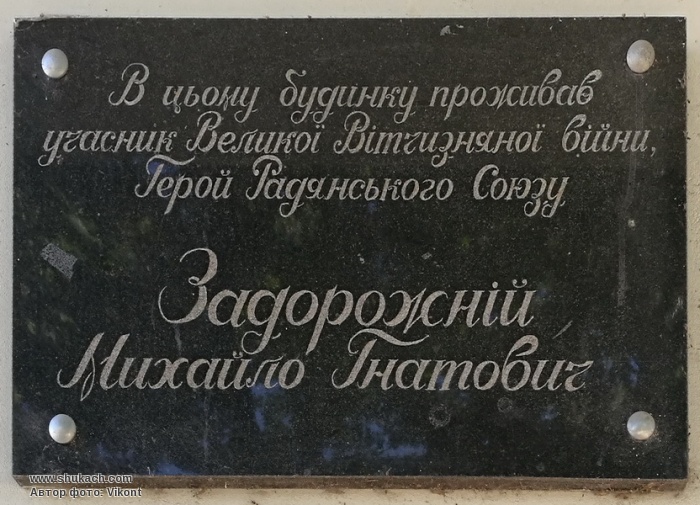 В цьому будинку проживав
учасник Великої Вітчизняної війни,
Герой Радянського Союзу
Задорожній
Михайло Гнатович
www.shukach.com
Автор фото: Vikont